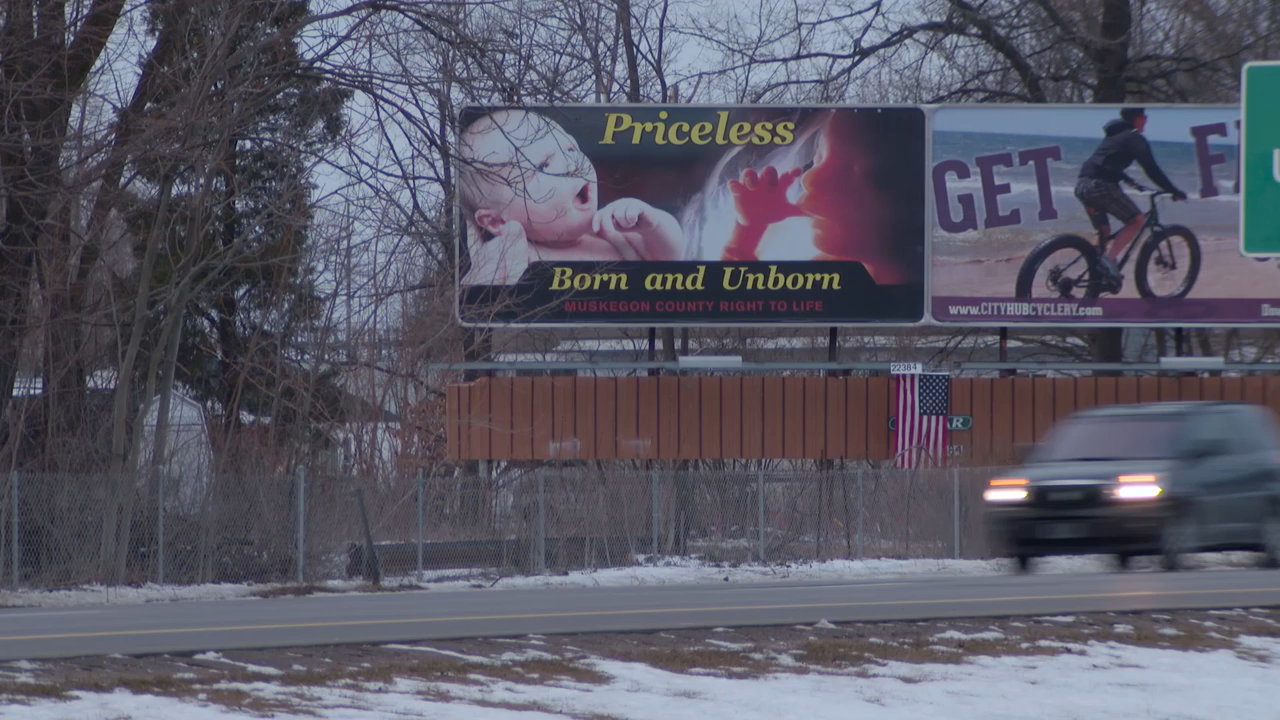 Priceless
Born and Unborn
MUSKEGON COUNTY RIGHT TO LIFE
GET F
www.CITYHUBCYCLERY.com
22384